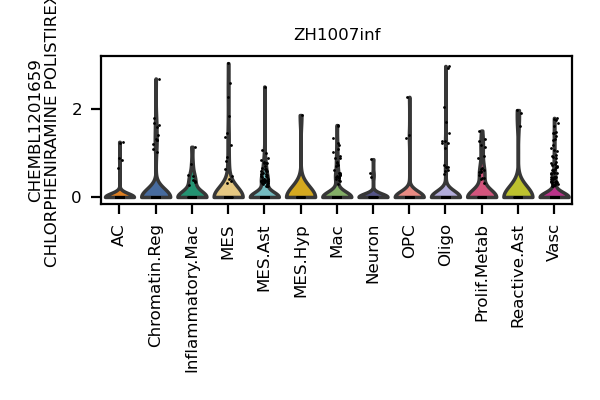 ZH1007inf
CHEMBL1201659
CHLORPHENIRAMINE POLISTIREX
2
0
AC
Chromatin.Reg
Inflammatory.Mac
MES
MES.Ast
MES.Hyp
Mac
Neuron
OPC
Oligo
Prolif.Metab
Reactive.Ast
Vasc